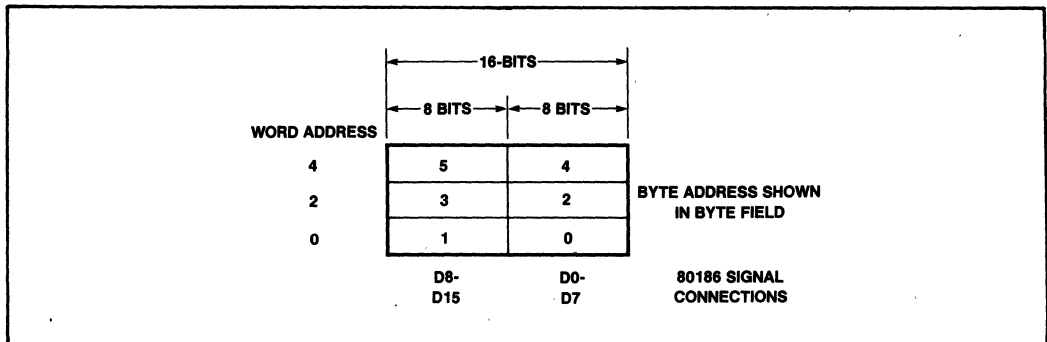 16-BITS
8 BITS 8 BITS
WORD ADDRESS
4 5 4
2 3 2
0 1 0
BYTE ADDRESS SHOWN
IN BYTE FIELD
D8- D0- 80186 SIGNAL
D15 D7 CONNECTIONS